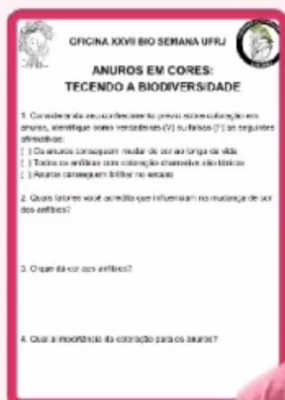 OFICINA XXVII BIO SEMANA UFRJ
ANUROS EM CORES:
TECENDO A BIODIVERSIDADE
1. Considerando seu conhecimento prévio sobre coloração em
anuros, identifique como verdadeiras (V) ou falsas (F) as seguintes
afirmativas:
( ) Os anuros conseguem mudar de cor ao longo da vida
( ) Todos os anfíbios com coloração chamativa são tóxicos
( ) Anuros conseguem brilhar no escuro
2. Quais fatores você acredita que influenciam na mudança de cor
dos anfíbios?
3. O que dá cor aos anfíbios?
4. Qual a importância da coloração para os anuros?